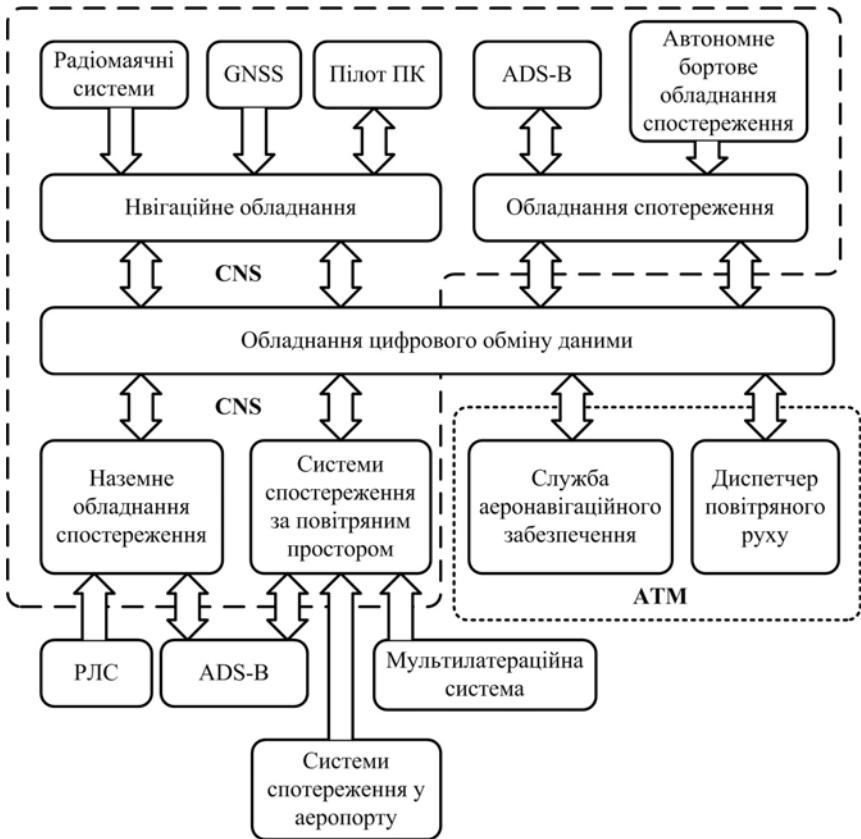 Радіомаячні
системи
GNSS
Пілот ПК
ADS-B
Автономне
бортове
обладнання
спостереження
Нвігаційне обладнання
Обладнання спотереження
CNS
Обладнання цифрового обміну даними
CNS
Наземне
обладнання
спостереження
Системи
спостереження
за повітряним
простором
Служба
аеронавігаційного
забезпечення
Диспетчер
повітряного
руху
ATM
РЛС
ADS-B
Мультилатераційна
система
Системи
спотереження у
аеропорту